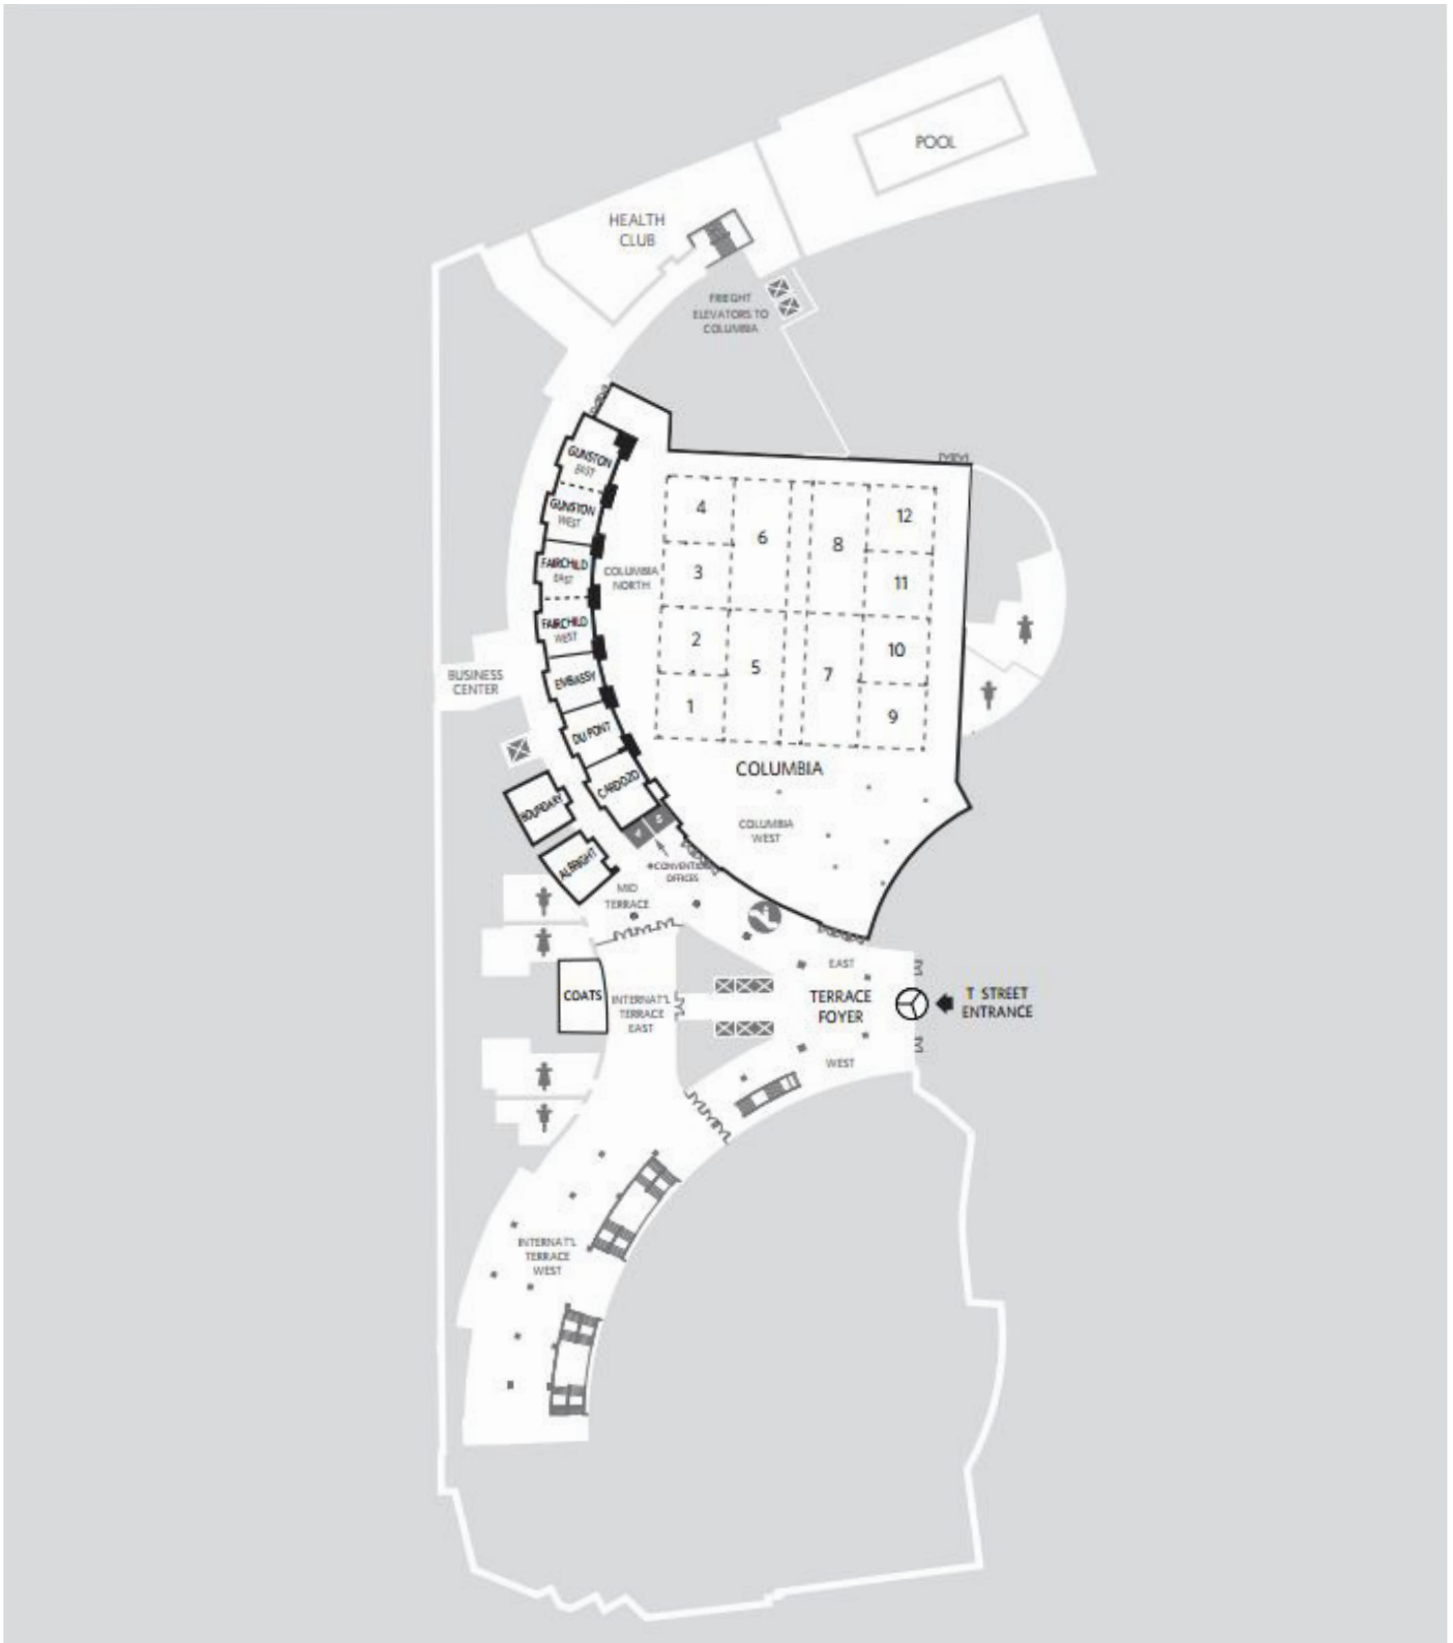 POOL
HEALTH
CLUB
FRIEGHT
ELEVATORS TO
COLUMBIA
GUNSTON
EAST
GUNSTON
WEST
FAIRCHILD
EAST
FAIRCHILD
WEST
EMBASSY
DU PONT
CARDOZO
COLUMBIA
NORTH
4
3
2
1
6
5
8
7
12
11
10
9
COLUMBIA
COLUMBIA
WEST
BUSINESS
CENTER
BOUNDARY
ALBRIGHT
*CONVENTION
OFFICES
MID
TERRACE
COATS
INTERNAT'L
TERRACE
EAST
EAST
TERRACE
FOYER
WEST
T STREET
ENTRANCE
INTERNAT'L
TERRACE
WEST